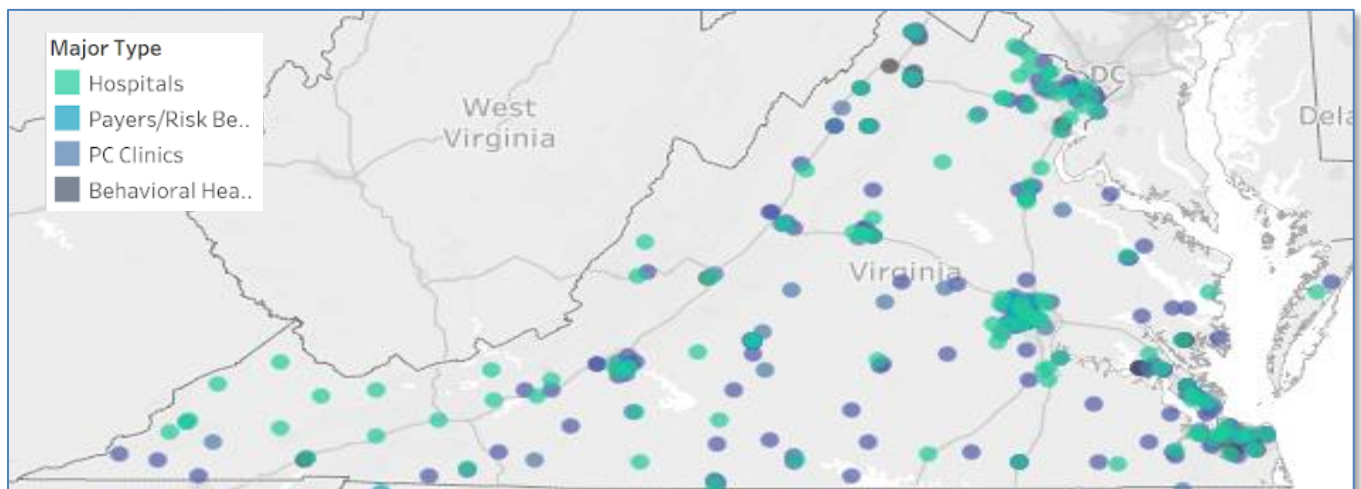 Major Type
Hospitals
Payers/Risk Be..
PC Clinics
Behavioral Hea..
West
Virginia
DC
Dela
Virginia